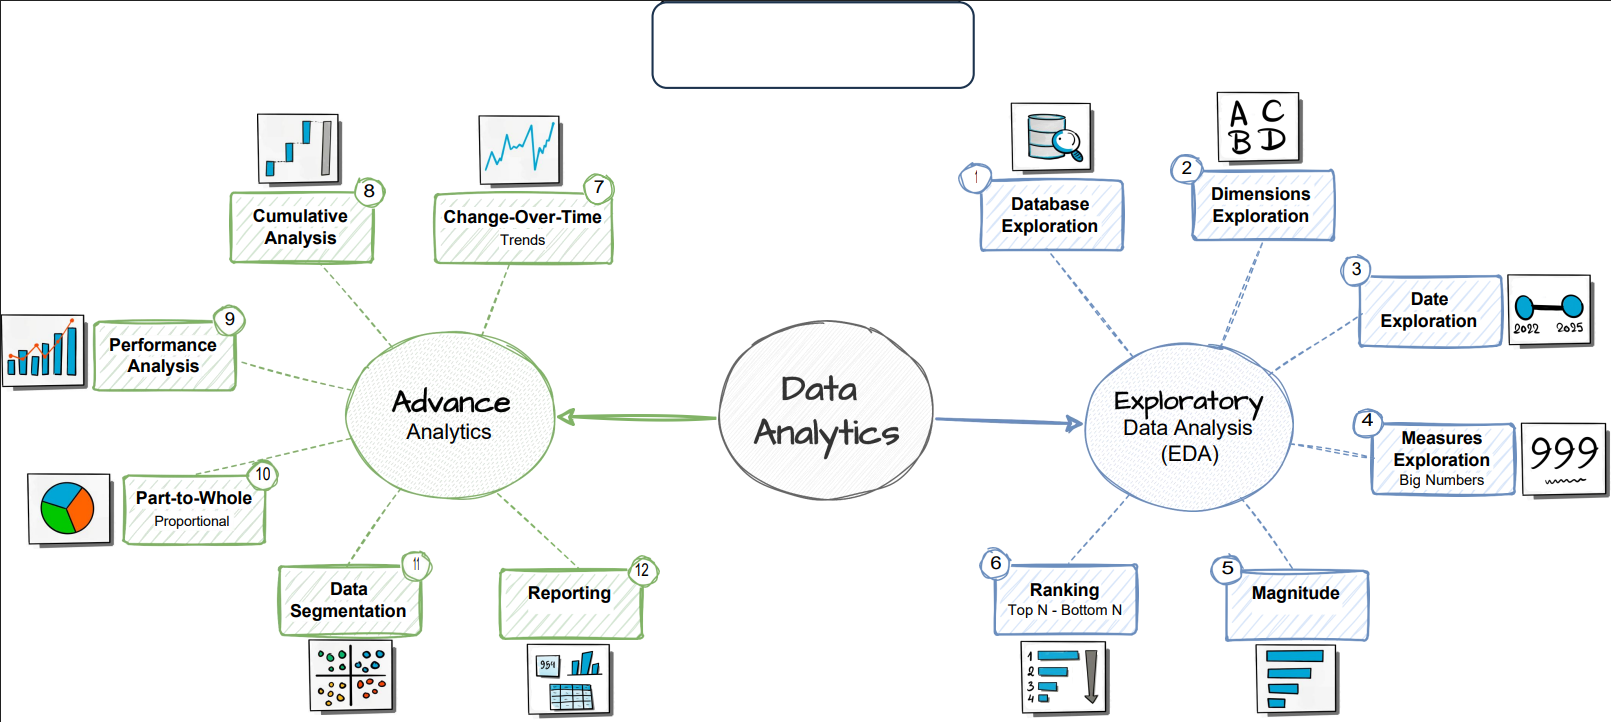 Data
Analytics
Exploratory
Data Analysis
(EDA)
1
Database
Exploration
2
Dimensions
Exploration
A C
B D
3
Date
Exploration
2022 2025
4
Measures
Exploration
Big Numbers
999
5
Magnitude
6
Ranking
Top N - Bottom N
1
2
3
4
Advance
Analytics
7
Change-Over-Time
Trends
8
Cumulative
Analysis
9
Performance
Analysis
10
Part-to-Whole
Proportional
11
Data
Segmentation
12
Reporting
984